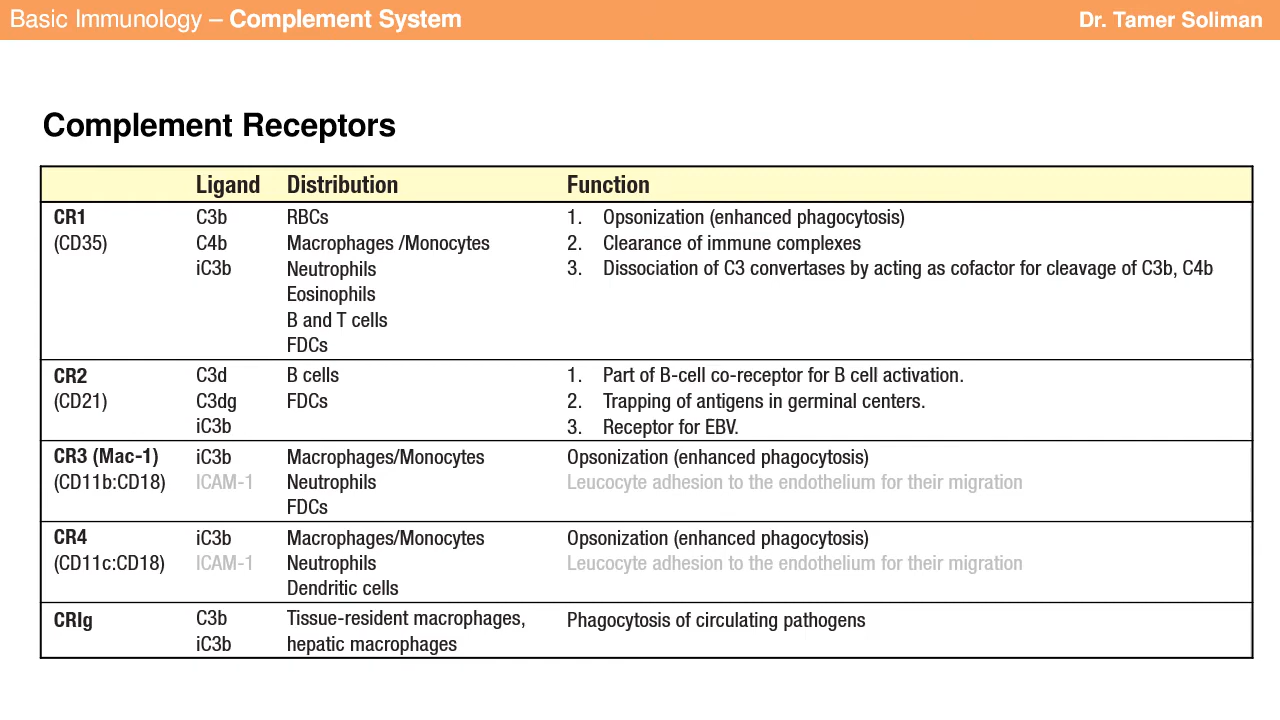 Basic Immunology – Complement System
Dr. Tamer Soliman
Complement Receptors
Ligand Distribution Function
CR1 C3b RBCs 1. Opsonization (enhanced phagocytosis)
(CD35) C4b Macrophages /Monocytes 2. Clearance of immune complexes
iC3b Neutrophils 3. Dissociation of C3 convertases by acting as cofactor for cleavage of C3b, C4b
Eosinophils
B and T cells
FDCs
CR2 C3d B cells 1. Part of B-cell co-receptor for B cell activation.
(CD21) C3dg FDCs 2. Trapping of antigens in germinal centers.
iC3b 3. Receptor for EBV.
CR3 (Mac-1) iC3b Macrophages/Monocytes Opsonization (enhanced phagocytosis)
(CD11b:CD18) ICAM-1 Neutrophils Leucocyte adhesion to the endothelium for their migration
FDCs
CR4 iC3b Macrophages/Monocytes Opsonization (enhanced phagocytosis)
(CD11c:CD18) ICAM-1 Neutrophils Leucocyte adhesion to the endothelium for their migration
Dendritic cells
CRIg C3b Tissue-resident macrophages, Phagocytosis of circulating pathogens
iC3b hepatic macrophages